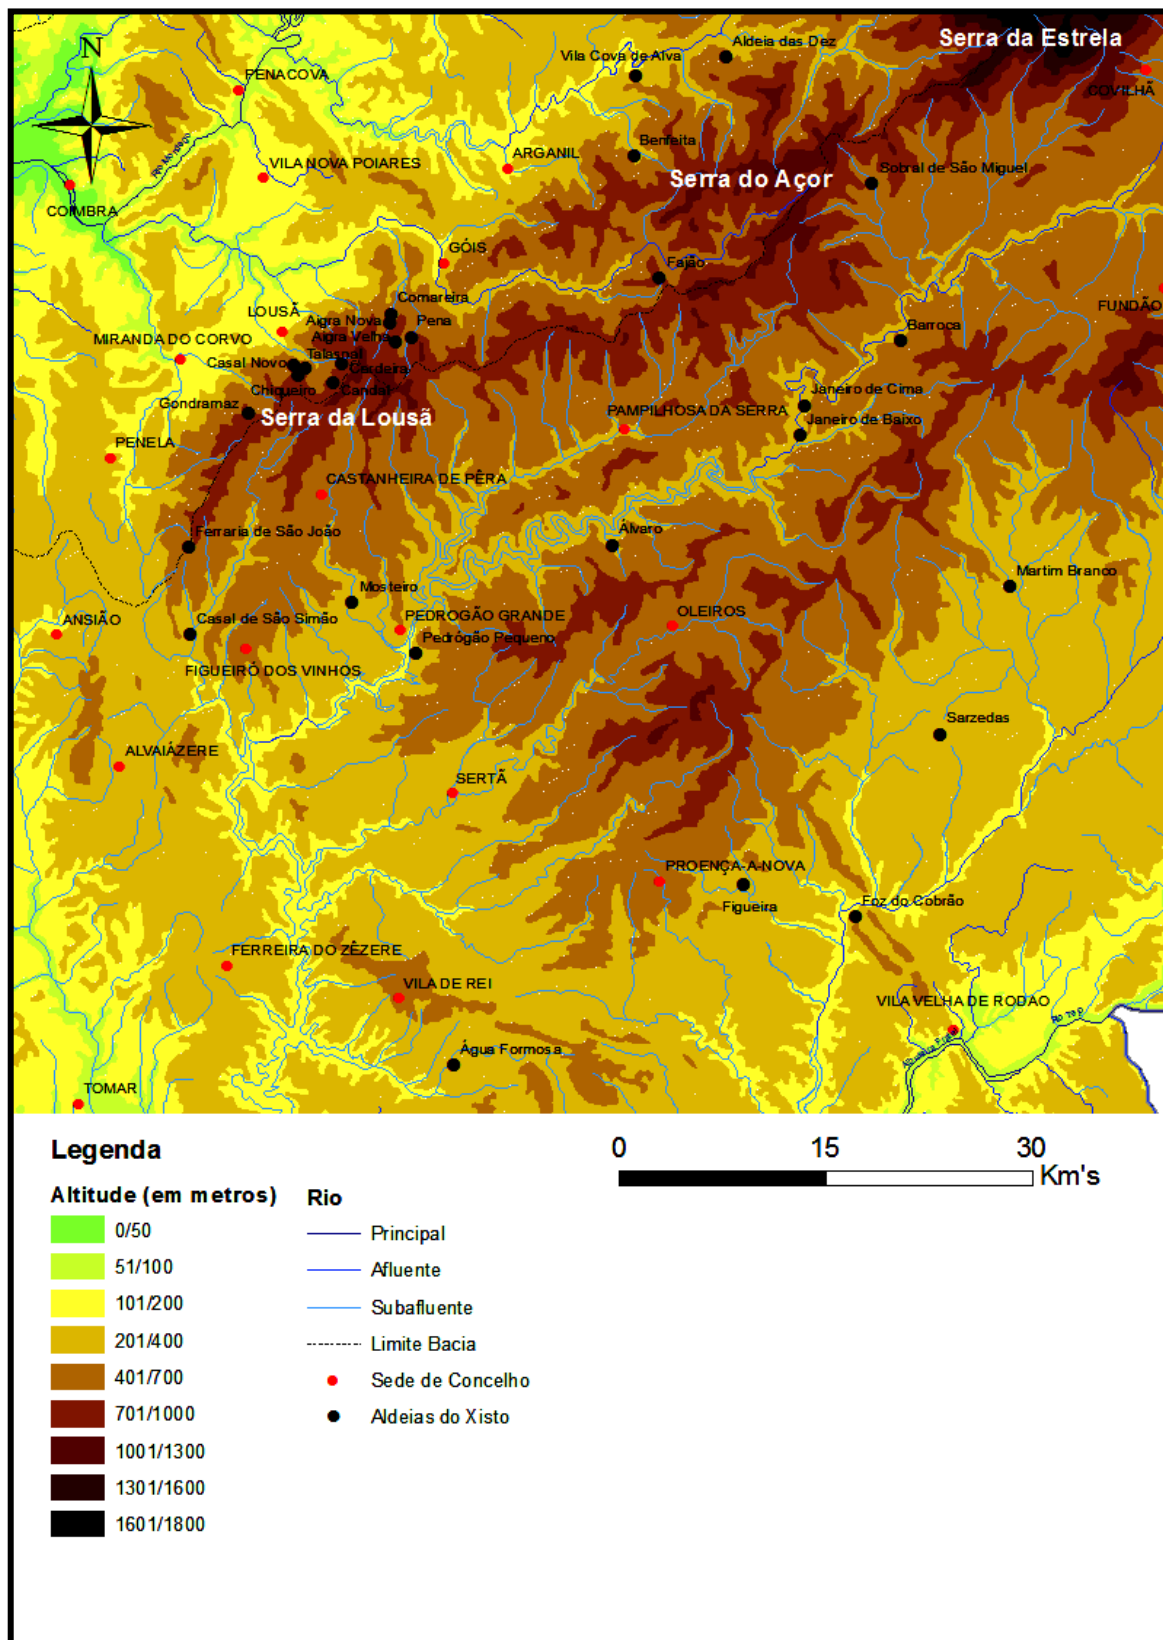 Serra da Estrela
N
Aldeia das Dez
Vila Cova de Alva
PENACOVA
COVILHÃ
Rio Mondego
Benfeita
ARGANIL
VILA NOVA POIARES
Sobral de São Miguel
Serra do Açor
COIMBRA
GÓIS
Fajão
Comareira
FUNDÃO
LOUSÃ
Aigra Nova
Pena
Barroca
Aigra Velha
MIRANDA DO CORVO
Talasnal
Casal Novo
Cerdeira
Chiqueiro
Candal
Janeiro de Cima
Gondramaz
Serra da Lousã
PAMPILHOSA DA SERRA
Janeiro de Baixo
PENELA
CASTANHEIRA DE PÊRA
Ferraria de São João
Álvaro
Martim Branco
Mosteiro
ANSIÃO
Casal de São Simão
PEDROGÃO GRANDE
OLEIROS
Pedrógão Pequeno
FIGUEIRÓ DOS VINHOS
Sarzedas
ALVAIÁZERE
SERTÃ
PROENÇA-A-NOVA
Figueira
Foz do Cobrão
FERREIRA DO ZÊZERE
VILA DE REI
VILA VELHA DE RODAO
Água Formosa
TOMAR
Legenda
0 15 30
Km's
Altitude (em metros)
0/50
51/100
101/200
201/400
401/700
701/1000
1001/1300
1301/1600
1601/1800
Rio
Principal
Afluente
Subafluente
Limite Bacia
Sede de Concelho
Aldeias do Xisto